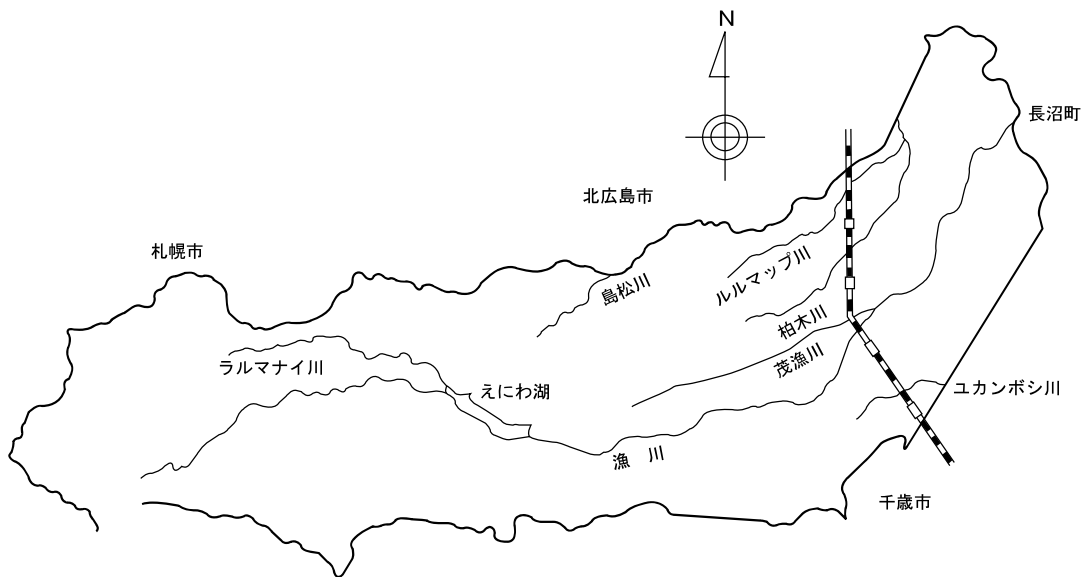 N
長沼町
北広島市
札幌市
ルルマップ川
島松川
柏木川
茂漁川
ラルマナイ川
えにわ湖
ユカンボシ川
漁 川
千歳市